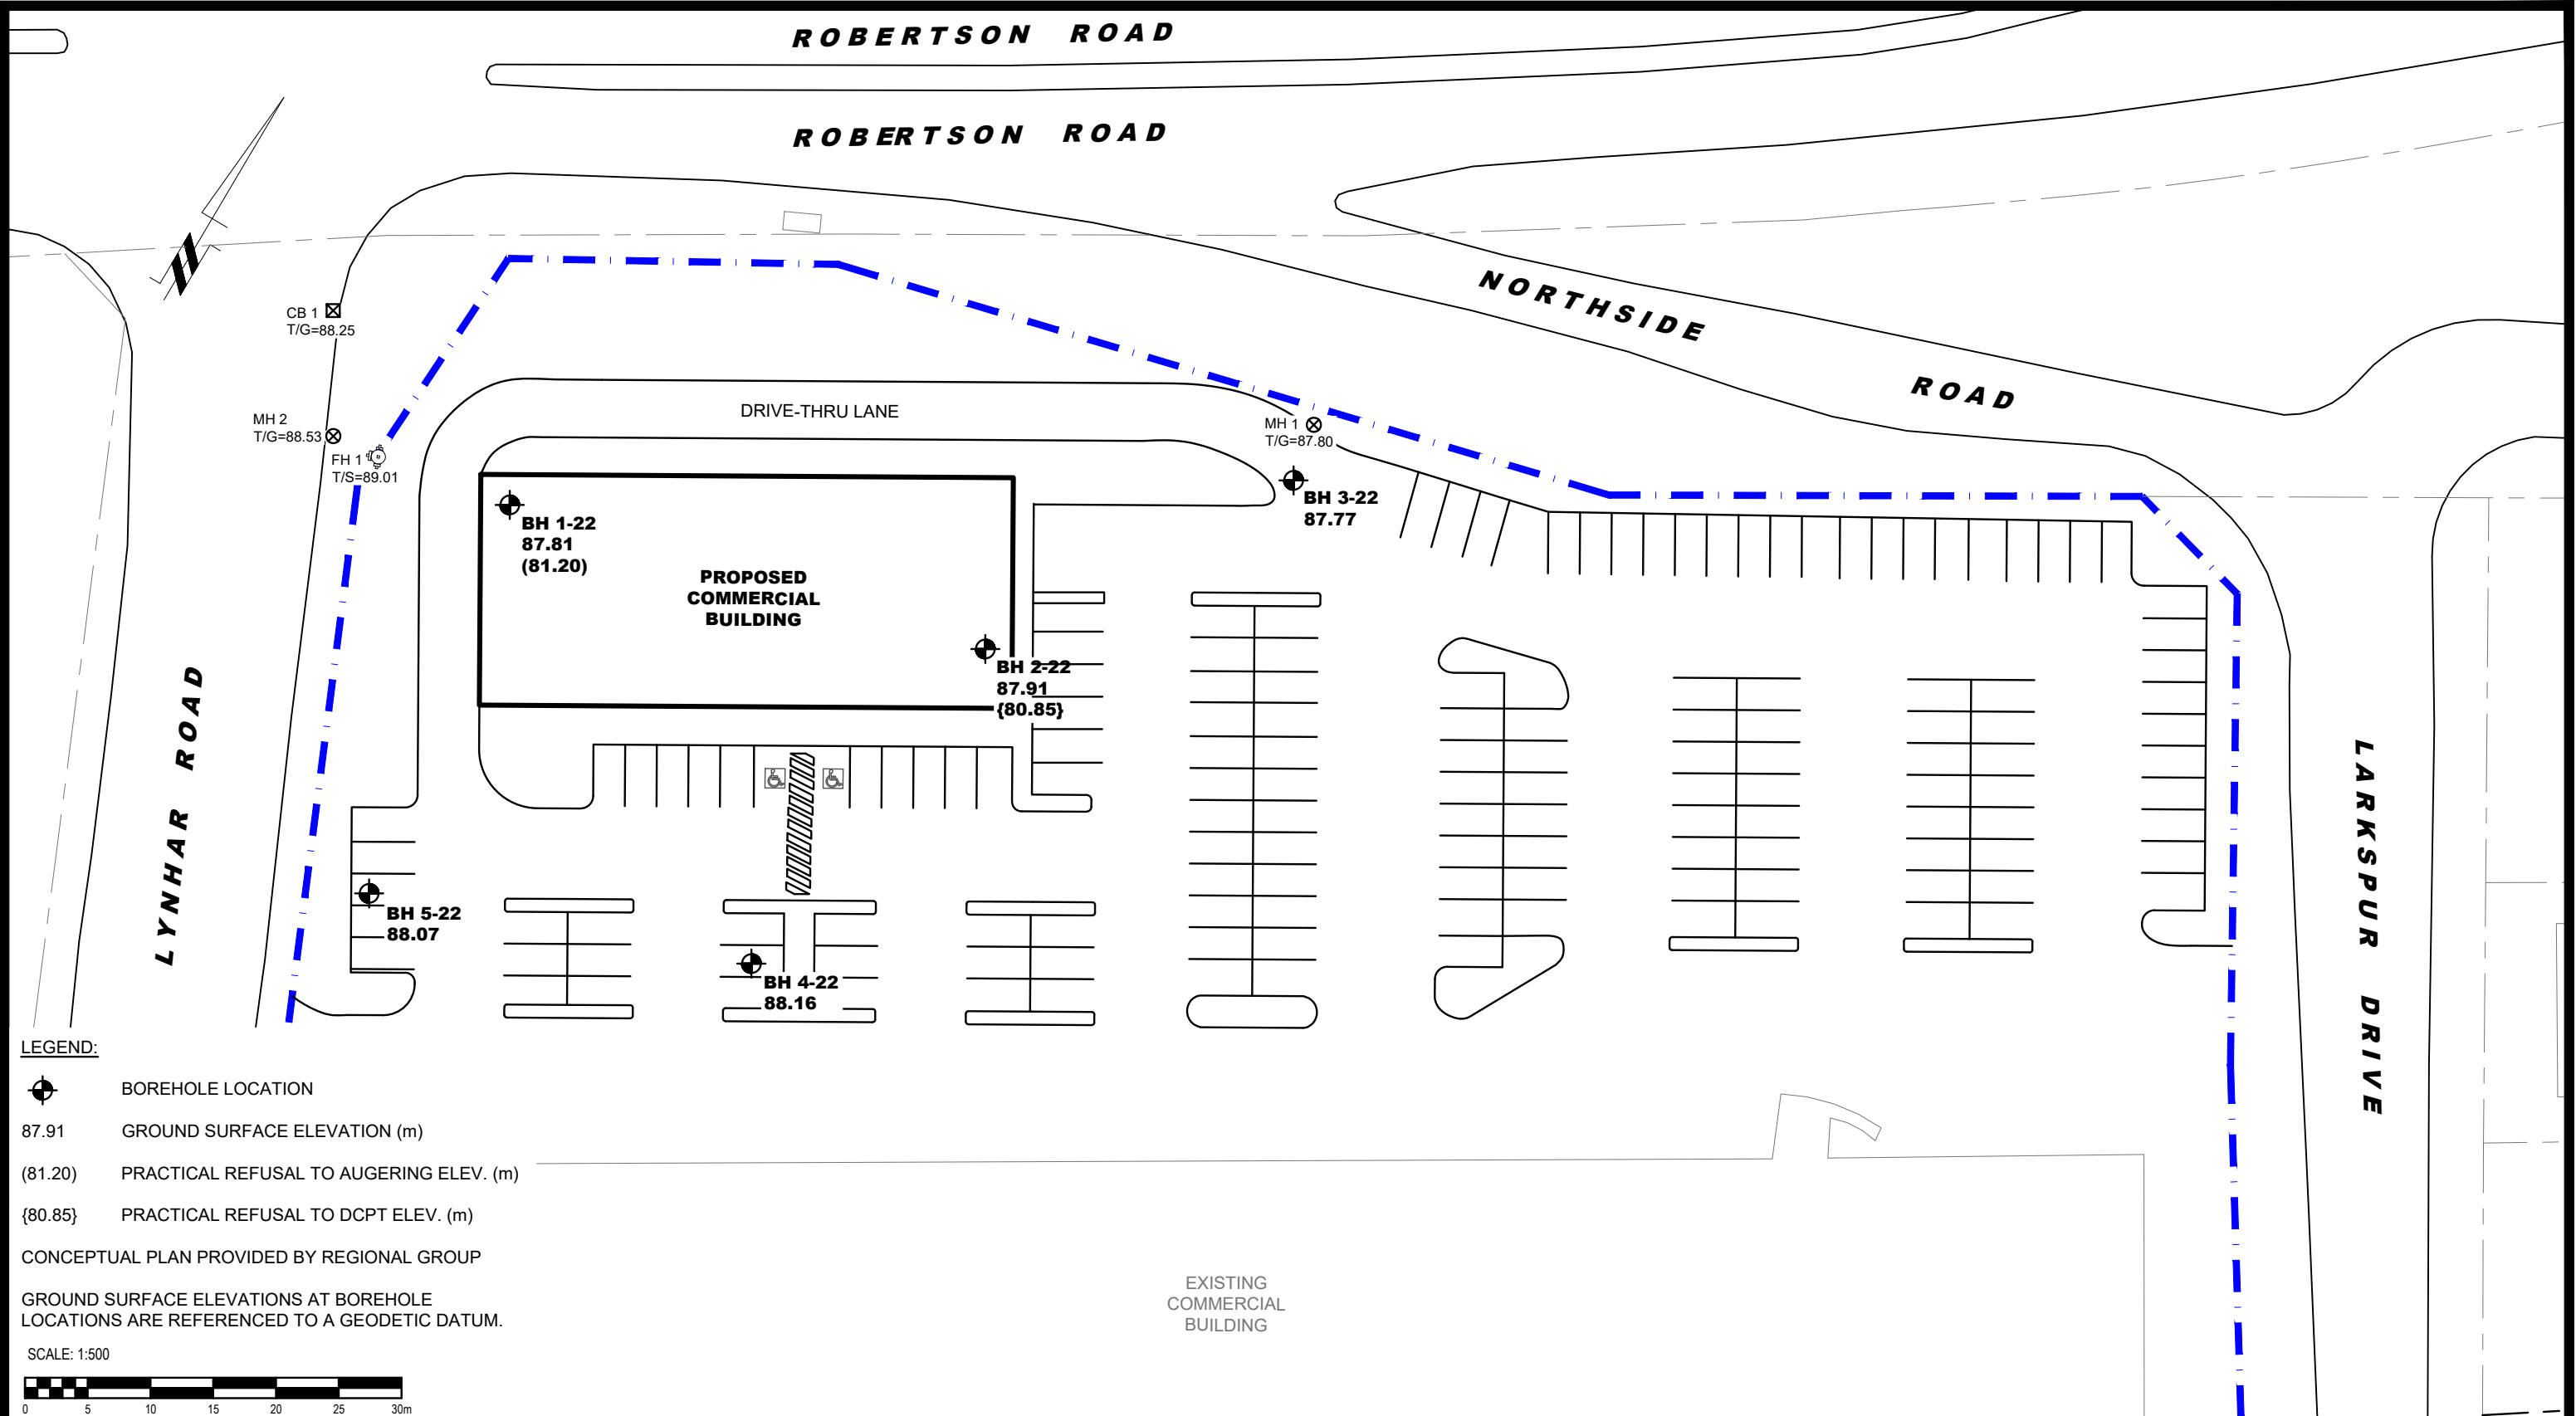 ROBERTSON ROAD
ROBERTSON ROAD
NORTHSIDE
ROAD
CB 1
T/G=88.25
MH 2
T/G=88.53
FH 1
T/S=89.01
DRIVE-THRU LANE
MH 1
T/G=87.80
BH 3-22
87.77
BH 1-22
87.81
(81.20)
PROPOSED
COMMERCIAL
BUILDING
BH 2-22
87.91
{80.85}
LYNHAR ROAD
BH 5-22
88.07
BH 4-22
88.16
LARKSPUR DRIVE
LEGEND:
BOREHOLE LOCATION
87.91 GROUND SURFACE ELEVATION (m)
(81.20) PRACTICAL REFUSAL TO AUGERING ELEV. (m)
{80.85} PRACTICAL REFUSAL TO DCPT ELEV. (m)
CONCEPTUAL PLAN PROVIDED BY REGIONAL GROUP
GROUND SURFACE ELEVATIONS AT BOREHOLE
LOCATIONS ARE REFERENCED TO A GEODETIC DATUM.
SCALE: 1:500
0 5 10 15 20 25 30m
EXISTING
COMMERCIAL
BUILDING